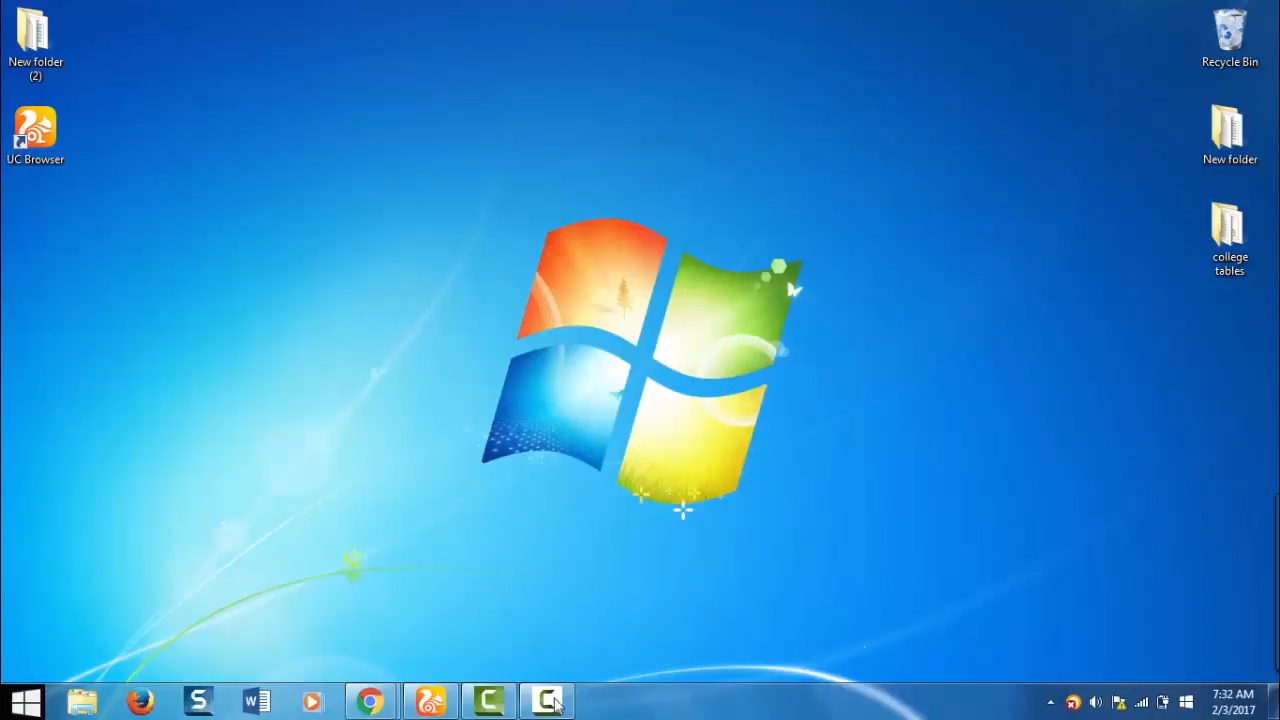 New folder
(2)
UC Browser
Recycle Bin
New folder
college
tables
S
W
C
C
7:32 AM
2/3/2017